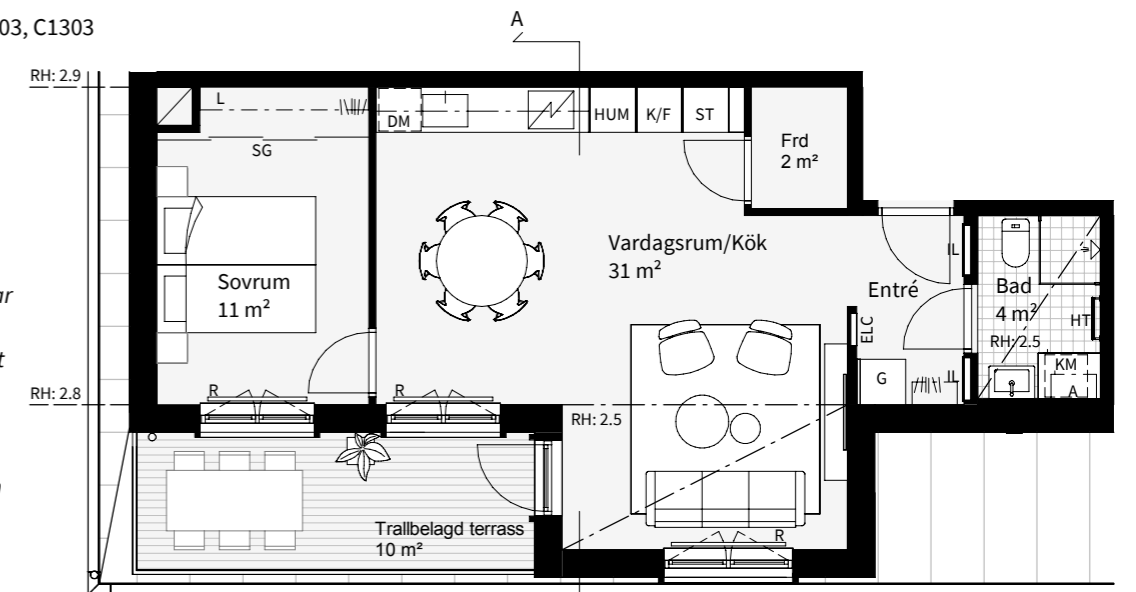 03, C1303
A
RH: 2.9
L
SG
DM
HUM
K/F
ST
Frd
2 m²
Sovrum
11 m²
Vardagsrum/Kök
31 m²
Entré
IL
Bad
4 m²
RH: 2.5
HT
ELC
KM
A
G
IL
ar
t
RH: 2.8
R
R
RH: 2.5
Trallbelagd terrass
10 m²
R